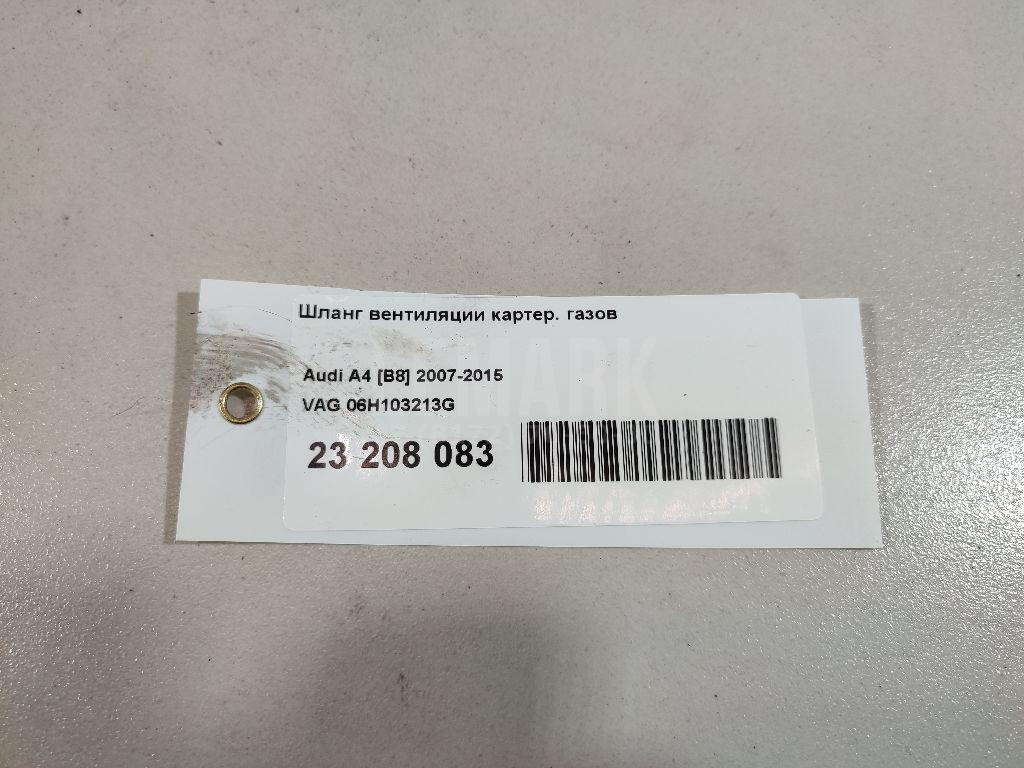 Шланг вентиляции картер. газов
Audi A4 [B8] 2007-2015
VAG 06H103213G
23 208 083